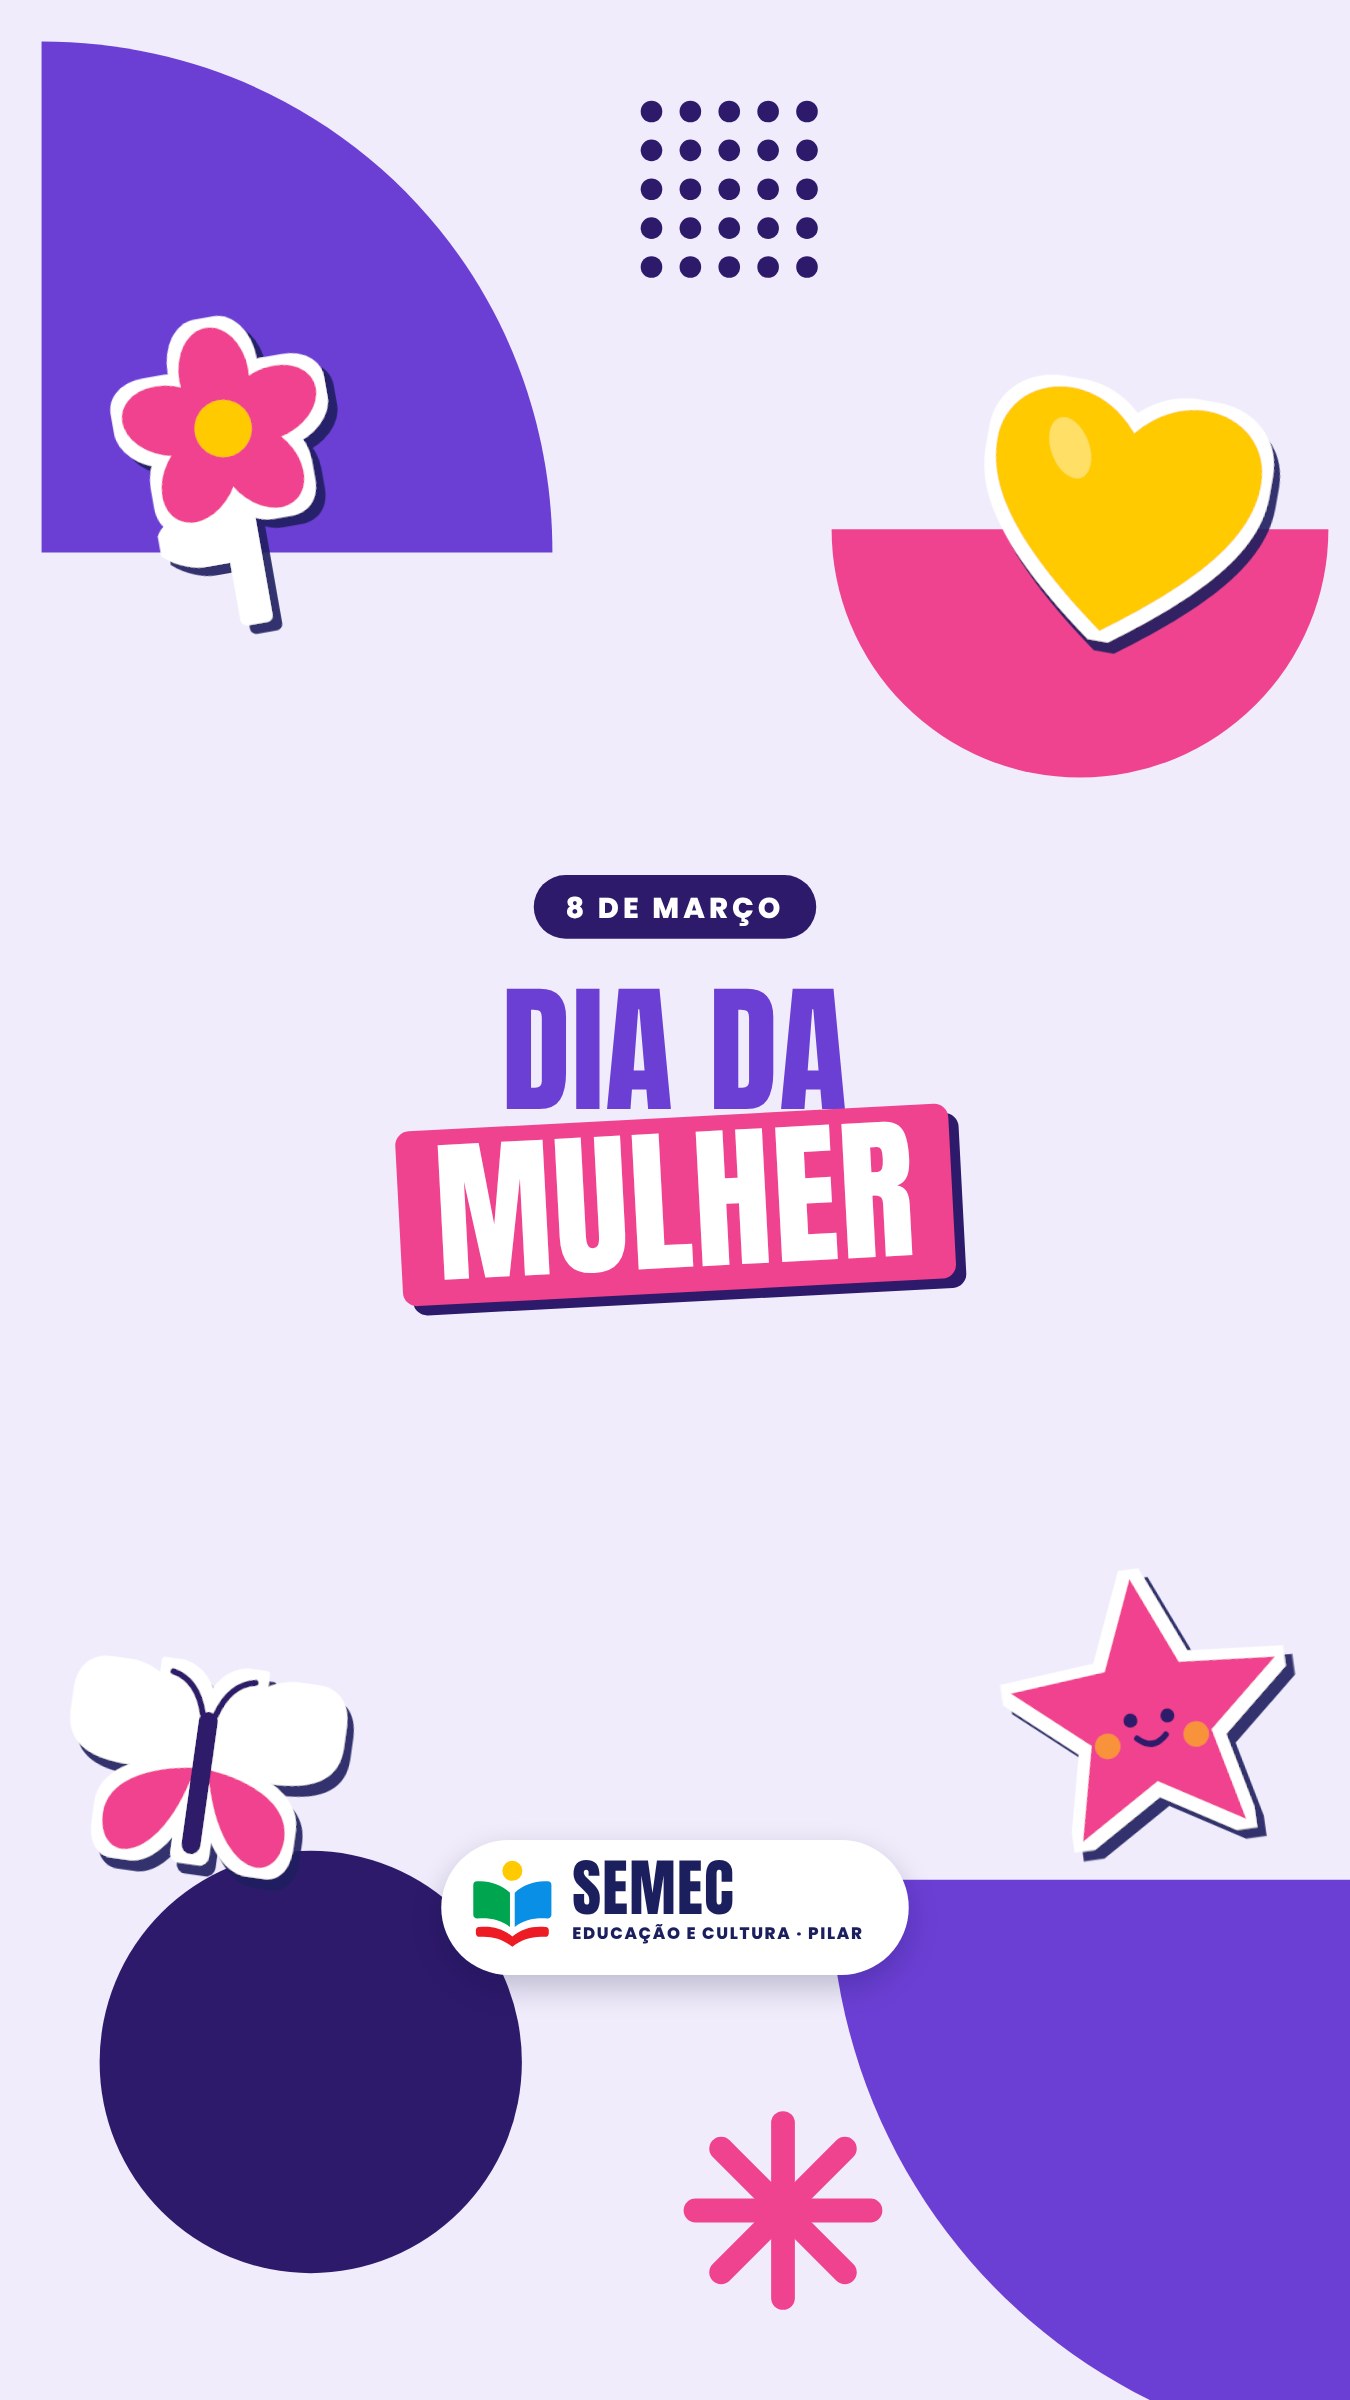 8 DE MARÇO
DIA DA
MULHER
SEMEC
EDUCAÇÃO E CULTURA · PILAR